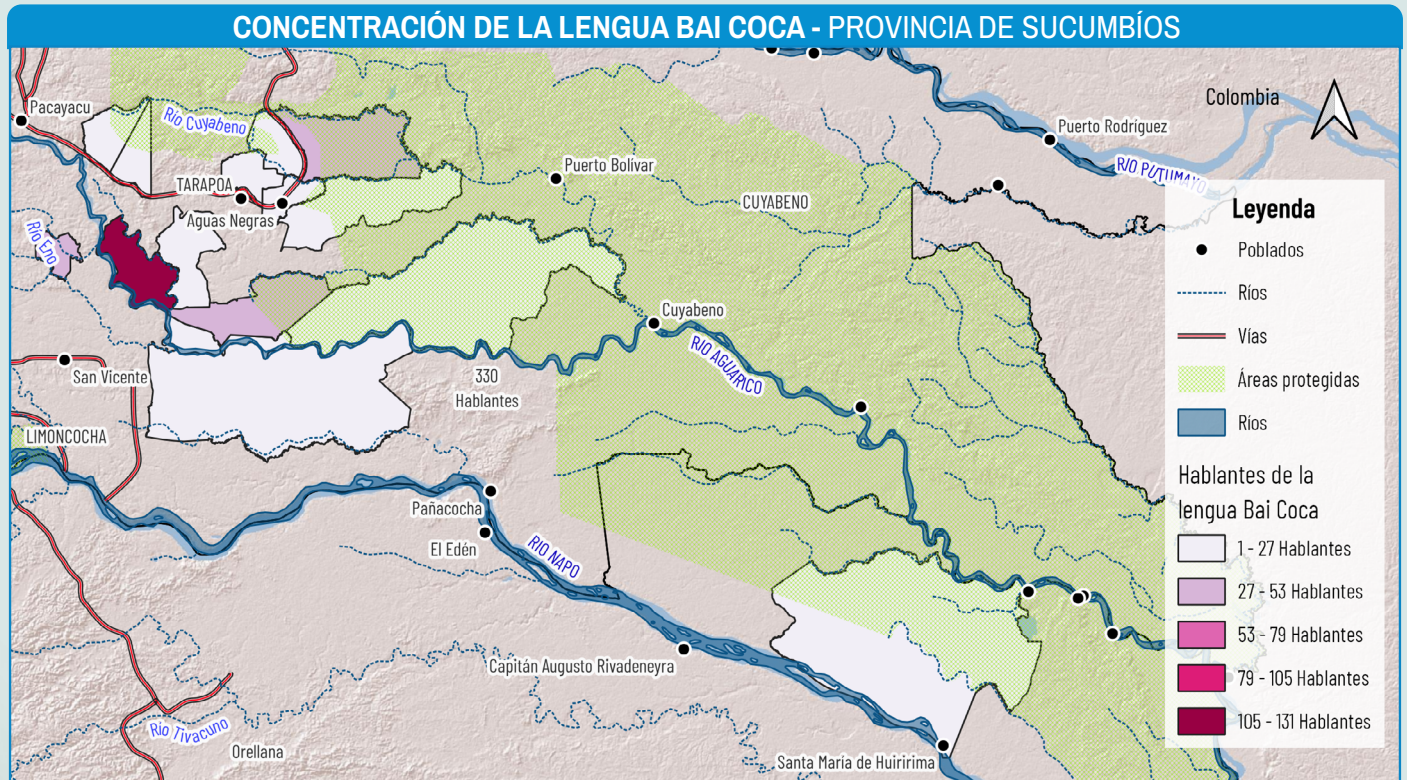 CONCENTRACIÓN DE LA LENGUA BAI COCA - PROVINCIA DE SUCUMBÍOS
Colombia
Pacayacu
Río Cuyabeno
Puerto Rodríguez
RIO PUTUMAYO
Puerto Bolívar
TARAPOA
CUYABENO
Aguas Negras
Río Eno
Cuyabeno
RIO AGUARICO
San Vicente
330
Hablantes
LIMONCOCHA
Pañacocha
El Edén
RIO NAPO
Capitán Augusto Rivadeneyra
Río Tivacuno
Orellana
Santa María de Huiririma
Leyenda
Poblados
Ríos
Vías
Áreas protegidas
Ríos
Hablantes de la
lengua Bai Coca
1 - 27 Hablantes
27 - 53 Hablantes
53 - 79 Hablantes
79 - 105 Hablantes
105 - 131 Hablantes